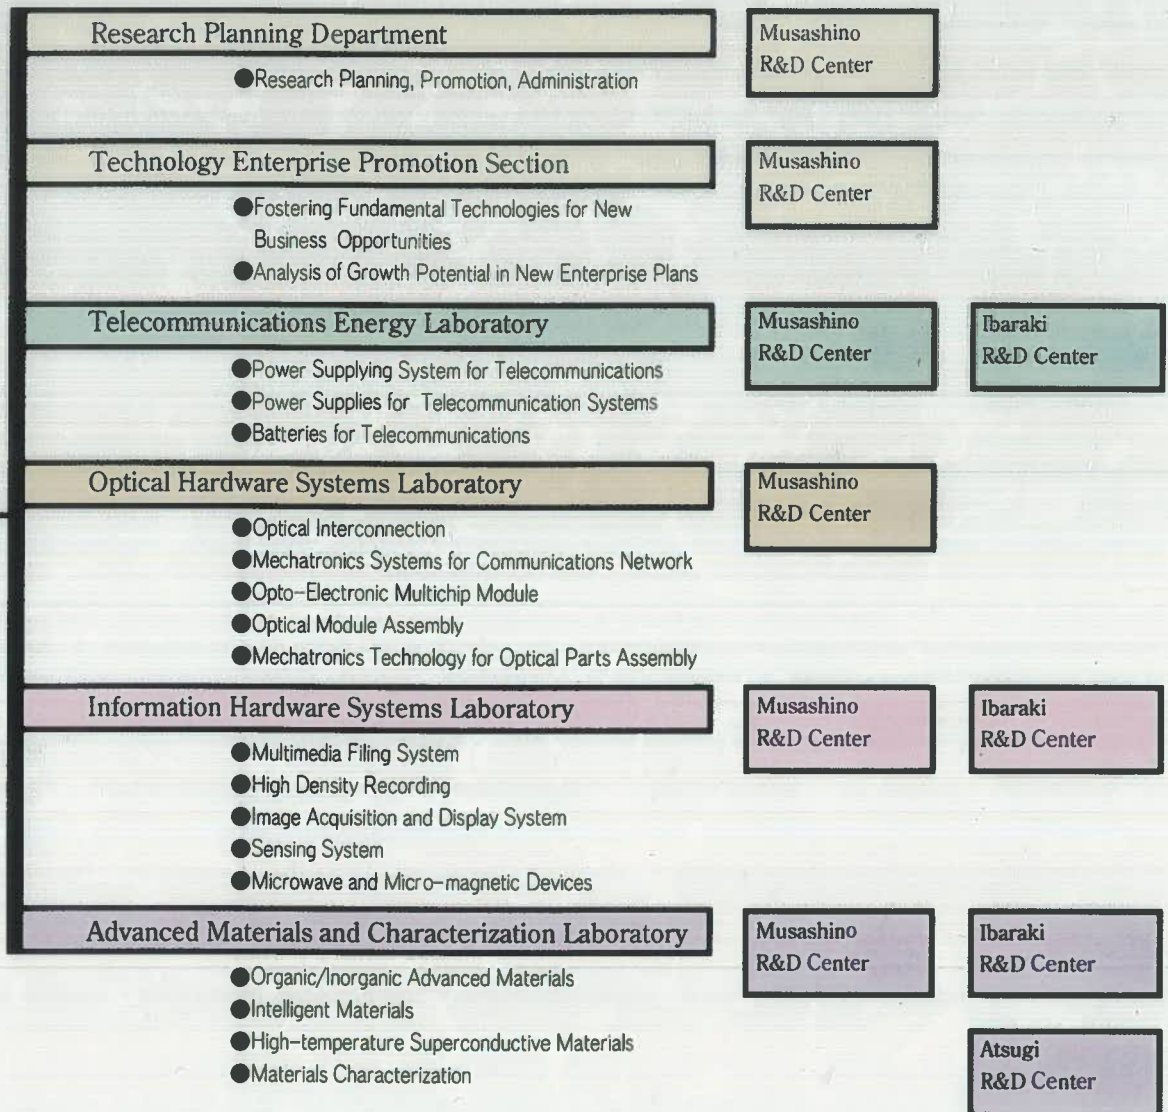 Research Planning Department
Musashino
R&D Center
●Research Planning, Promotion, Administration
Technology Enterprise Promotion Section
Musashino
R&D Center
●Fostering Fundamental Technologies for New
Business Opportunities
●Analysis of Growth Potential in New Enterprise Plans
Telecommunications Energy Laboratory
Musashino
R&D Center
Ibaraki
R&D Center
●Power Supplying System for Telecommunications
●Power Supplies for Telecommunication Systems
●Batteries for Telecommunications
Optical Hardware Systems Laboratory
Musashino
R&D Center
●Optical Interconnection
●Mechatronics Systems for Communications Network
●Opto-Electronic Multichip Module
●Optical Module Assembly
●Mechatronics Technology for Optical Parts Assembly
Information Hardware Systems Laboratory
Musashino
R&D Center
Ibaraki
R&D Center
●Multimedia Filing System
●High Density Recording
●Image Acquisition and Display System
●Sensing System
●Microwave and Micro-magnetic Devices
Advanced Materials and Characterization Laboratory
Musashino
R&D Center
Ibaraki
R&D Center
●Organic/Inorganic Advanced Materials
●Intelligent Materials
●High-temperature Superconductive Materials
●Materials Characterization
Atsugi
R&D Center